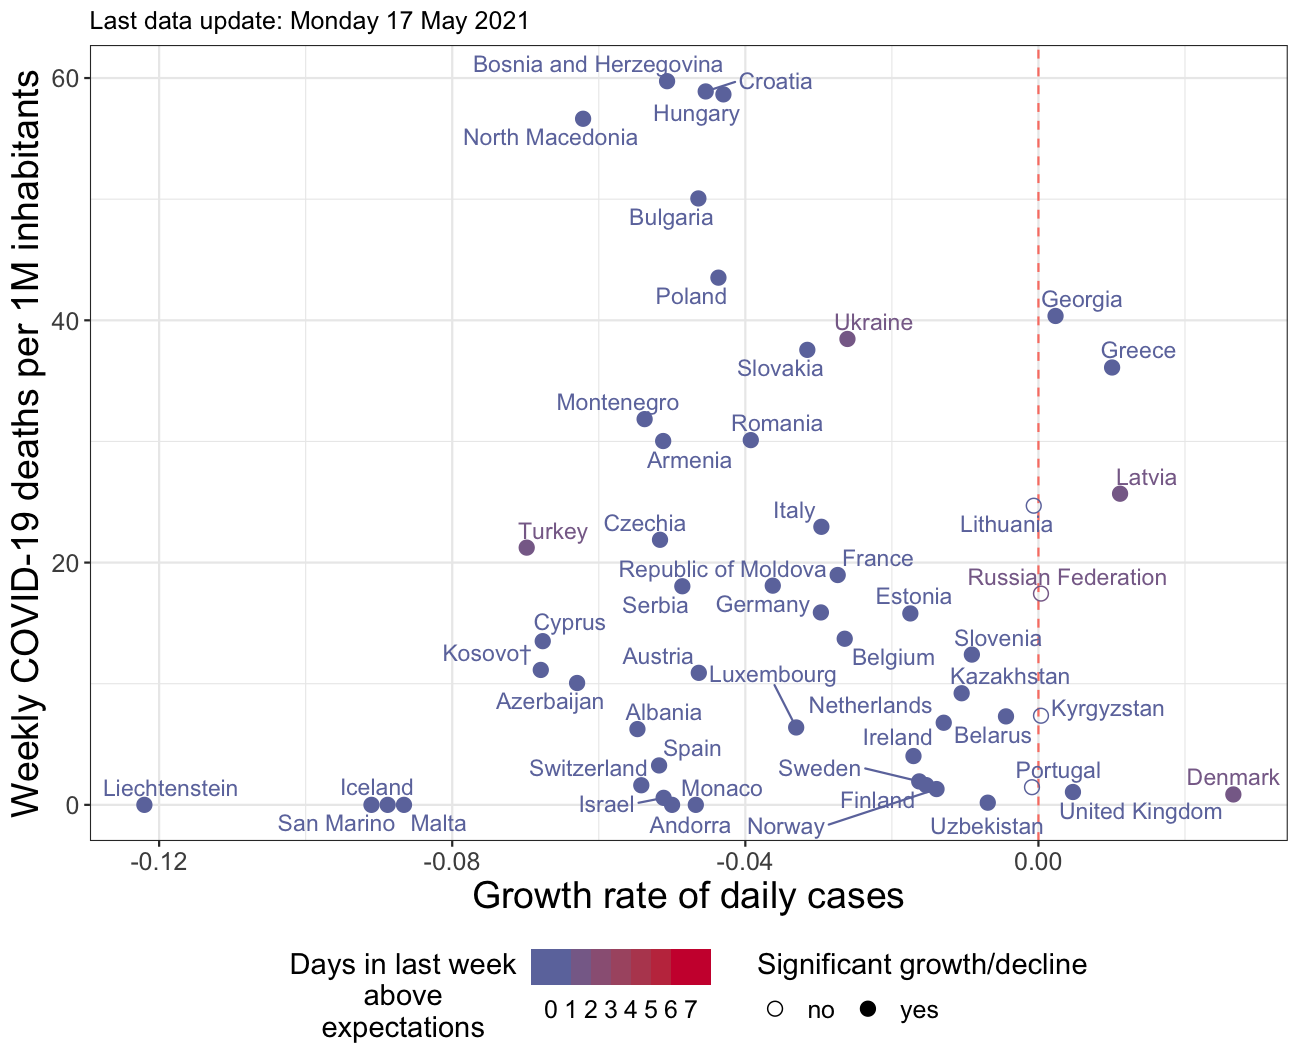 Last data update: Monday 17 May 2021
Weekly COVID-19 deaths per 1M inhabitants
60
40
20
0
Bosnia and Herzegovina
Croatia
Hungary
North Macedonia
Bulgaria
Poland
Georgia
Ukraine
Greece
Slovakia
Montenegro
Romania
Armenia
Latvia
Italy
Lithuania
Czechia
Turkey
France
Republic of Moldova
Russian Federation
Estonia
Serbia
Germany
Cyprus
Slovenia
Kosovo†
Austria
Belgium
Luxembourg
Kazakhstan
Azerbaijan
Netherlands
Kyrgyzstan
Albania
Ireland
Belarus
Spain
Switzerland
Sweden
Portugal
Denmark
Liechtenstein
Iceland
Monaco
Israel
Finland
United Kingdom
San Marino
Malta
Andorra
Norway
Uzbekistan
-0.12
-0.08
-0.04
0.00
Growth rate of daily cases
Days in last week
above
expectations
0 1 2 3 4 5 6 7
Significant growth/decline
no
yes